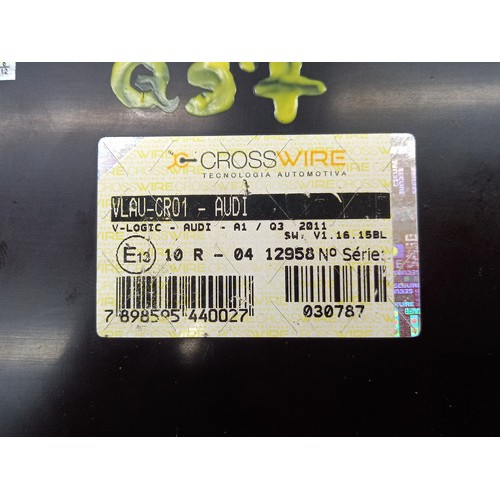 Q3'T
CROSSWIRE
TECNOLOGIA AUTOMOTIVA
VLAU-CR01 - AUDI
V-LOGIC - AUDI - A1 / Q3 2011
SW. V1.16.15BL
E13 10 R - 04 12958 Nº Série:
7 898595 440027
030787